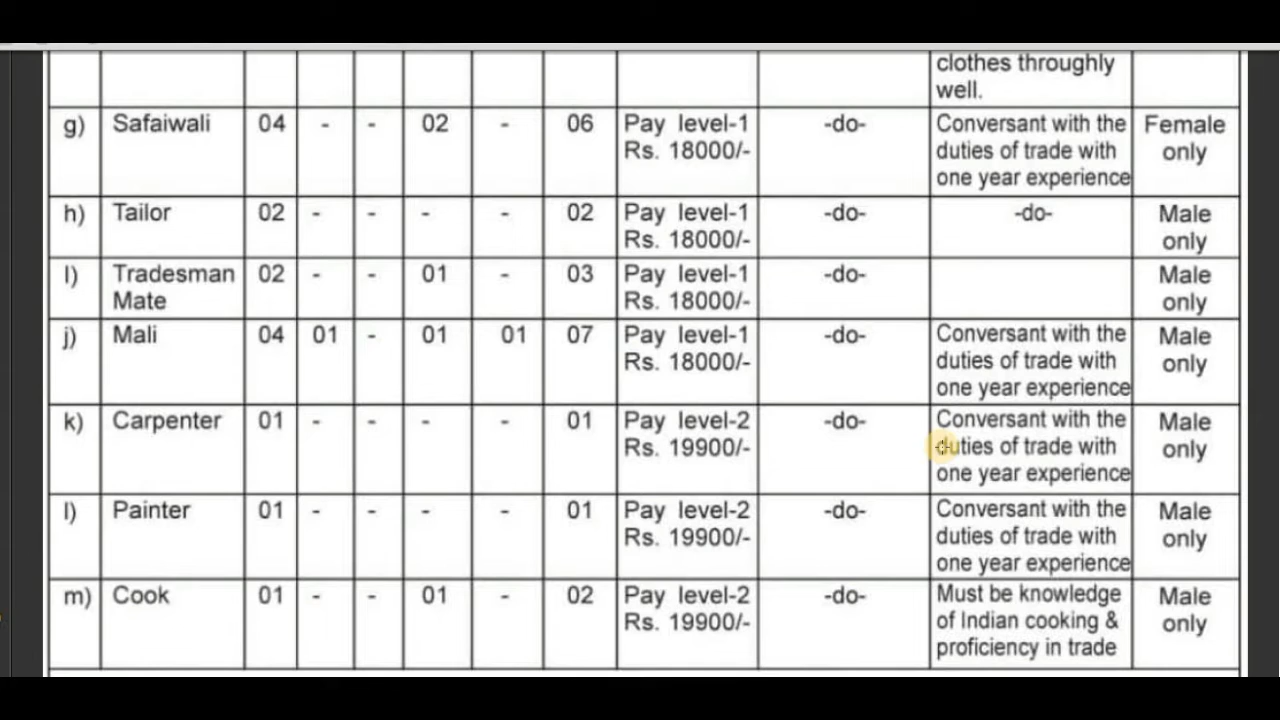 clothes throughly
well.
g) Safaiwali 04 - - 02 - 06 Pay level-1 -do- Conversant with the Female
Rs. 18000/- duties of trade with only
one year experience
h) Tailor 02 - - - - 02 Pay level-1 -do- -do- Male
Rs. 18000/- only
l) Tradesman 02 - - 01 - 03 Pay level-1 -do- Male
Mate Rs. 18000/- only
j) Mali 04 01 - 01 01 07 Pay level-1 -do- Conversant with the Male
Rs. 18000/- duties of trade with only
one year experience
k) Carpenter 01 - - - - 01 Pay level-2 -do- Conversant with the Male
Rs. 19900/- duties of trade with only
one year experience
l) Painter 01 - - - - 01 Pay level-2 -do- Conversant with the Male
Rs. 19900/- duties of trade with only
one year experience
m) Cook 01 - - 01 - 02 Pay level-2 -do- Must be knowledge Male
Rs. 19900/- of Indian cooking & only
proficiency in trade